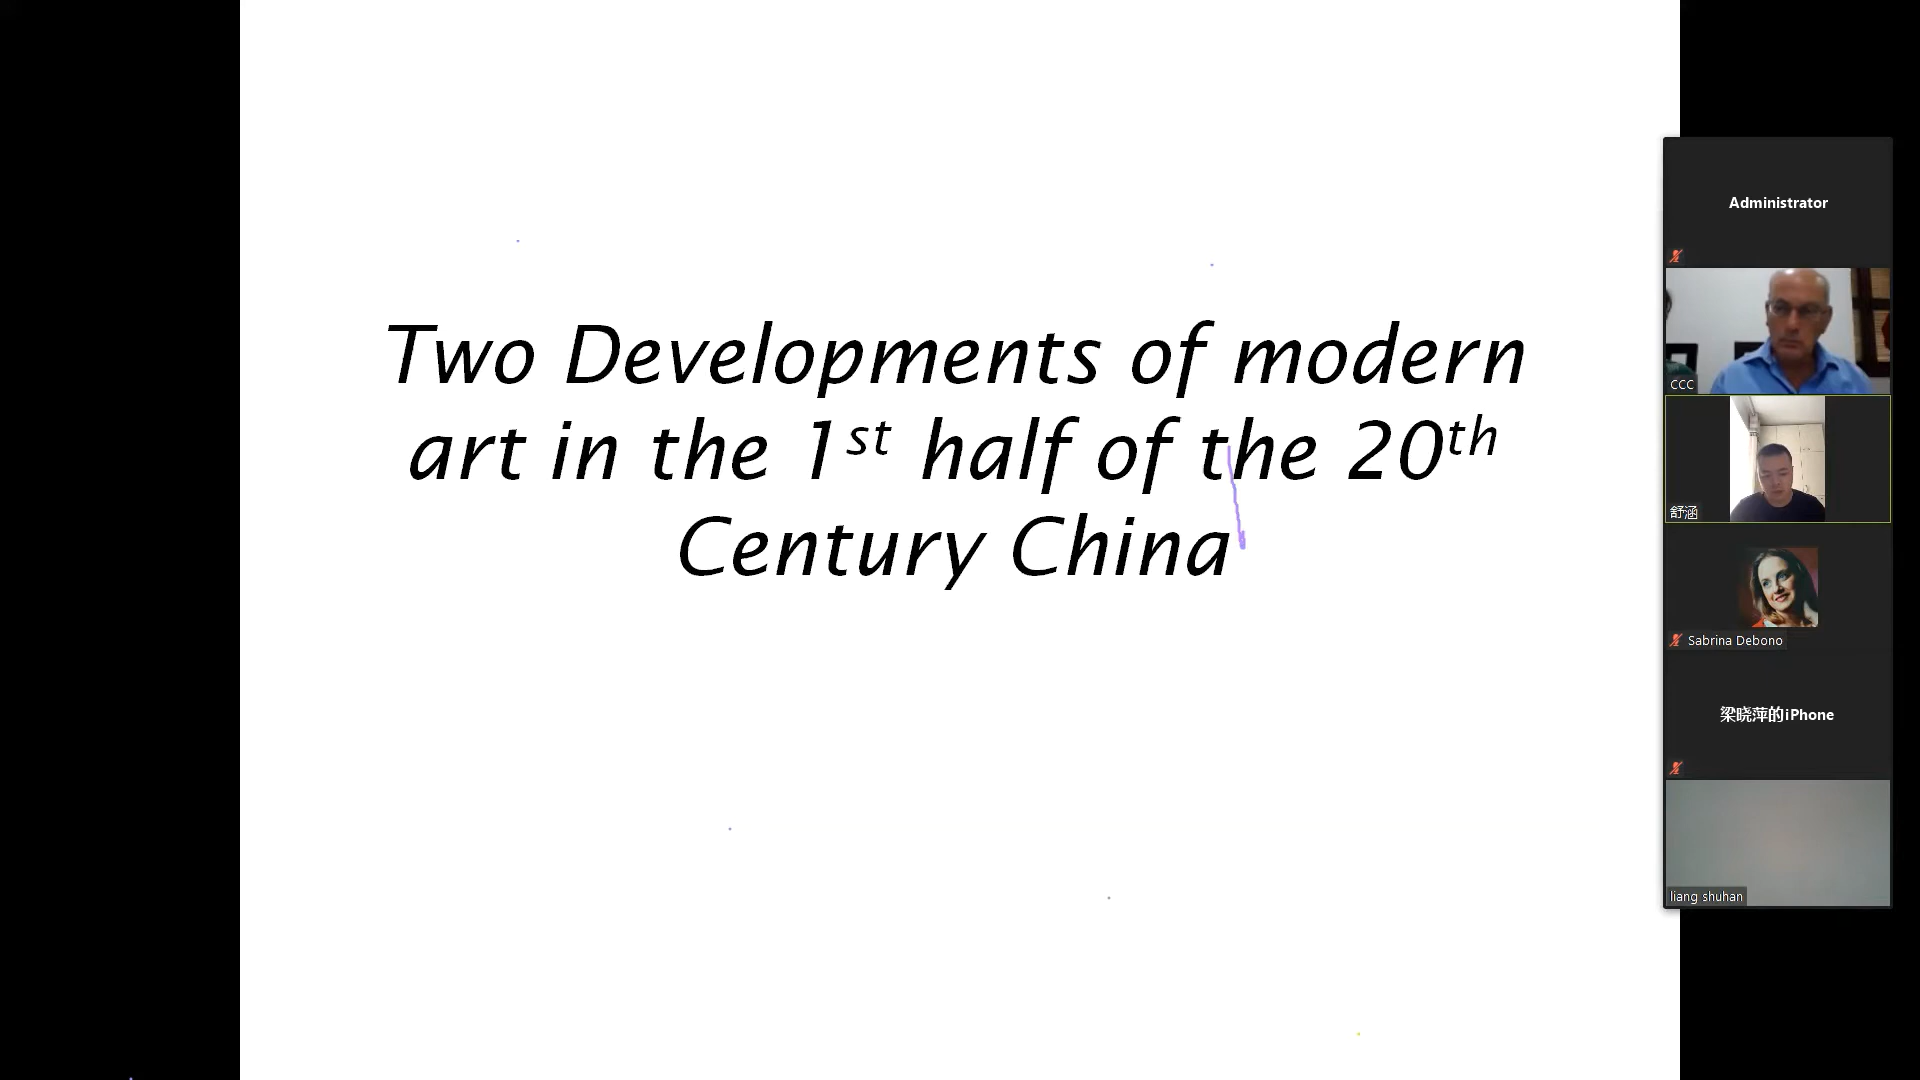 Two Developments of modern
art in the 1st half of the 20th
Century China
Administrator
CCC
舒涵
Sabrina Debono
梁晓萍的iPhone
liang shuhan